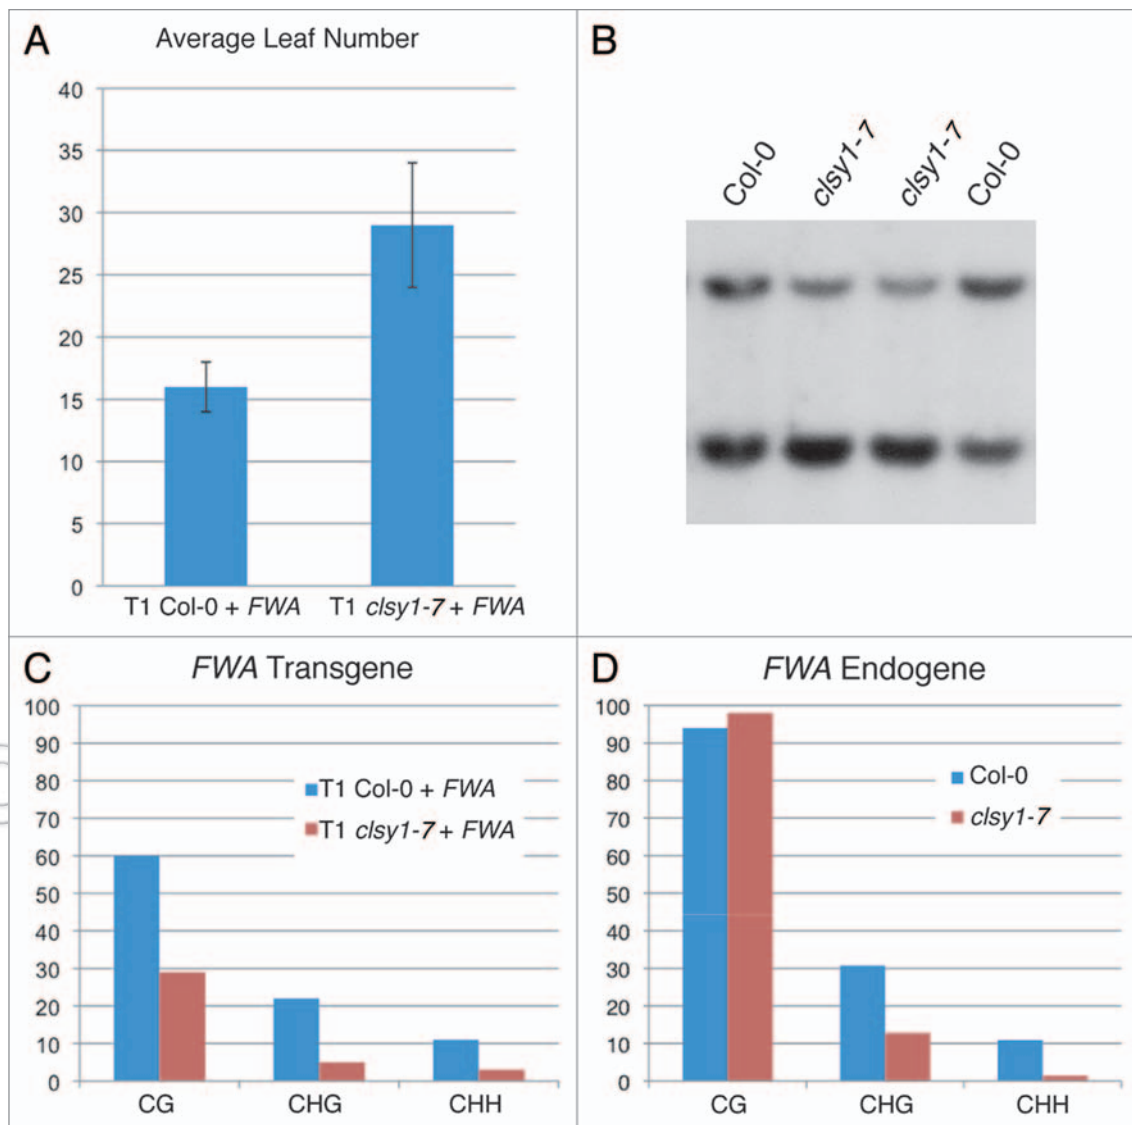 A
Average Leaf Number
40
35
30
25
20
15
10
5
0
T1 Col-0 + FWA
T1 clsy1-7 + FWA
B
Col-0
clsy1-7
clsy1-7
Col-0
C
FWA Transgene
100
90
80
70
60
50
40
30
20
10
0
T1 Col-0 + FWA
T1 clsy1-7 + FWA
CG
CHG
CHH
D
FWA Endogene
100
90
80
70
60
50
40
30
20
10
0
Col-0
clsy1-7
CG
CHG
CHH